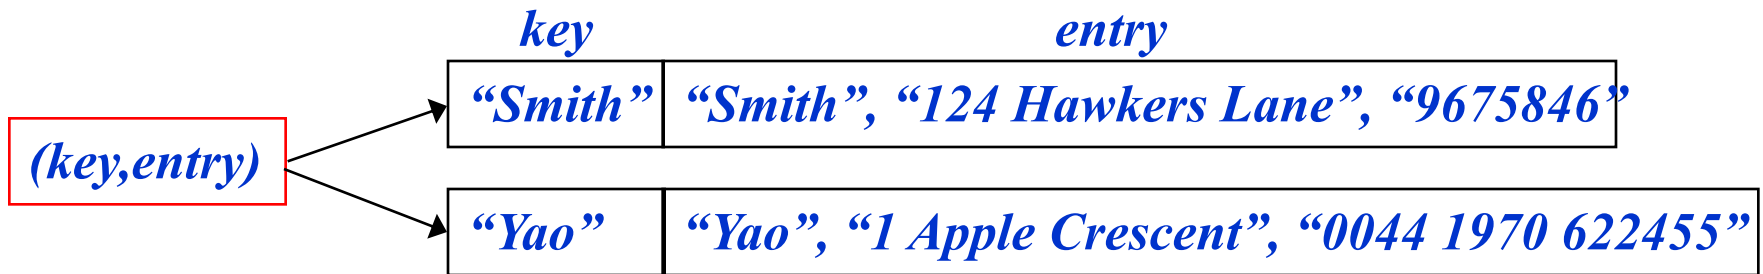 key entry
“Smith” “Smith”, “124 Hawkers Lane”, “9675846”
(key,entry)
“Yao” “Yao”, “1 Apple Crescent”, “0044 1970 622455”